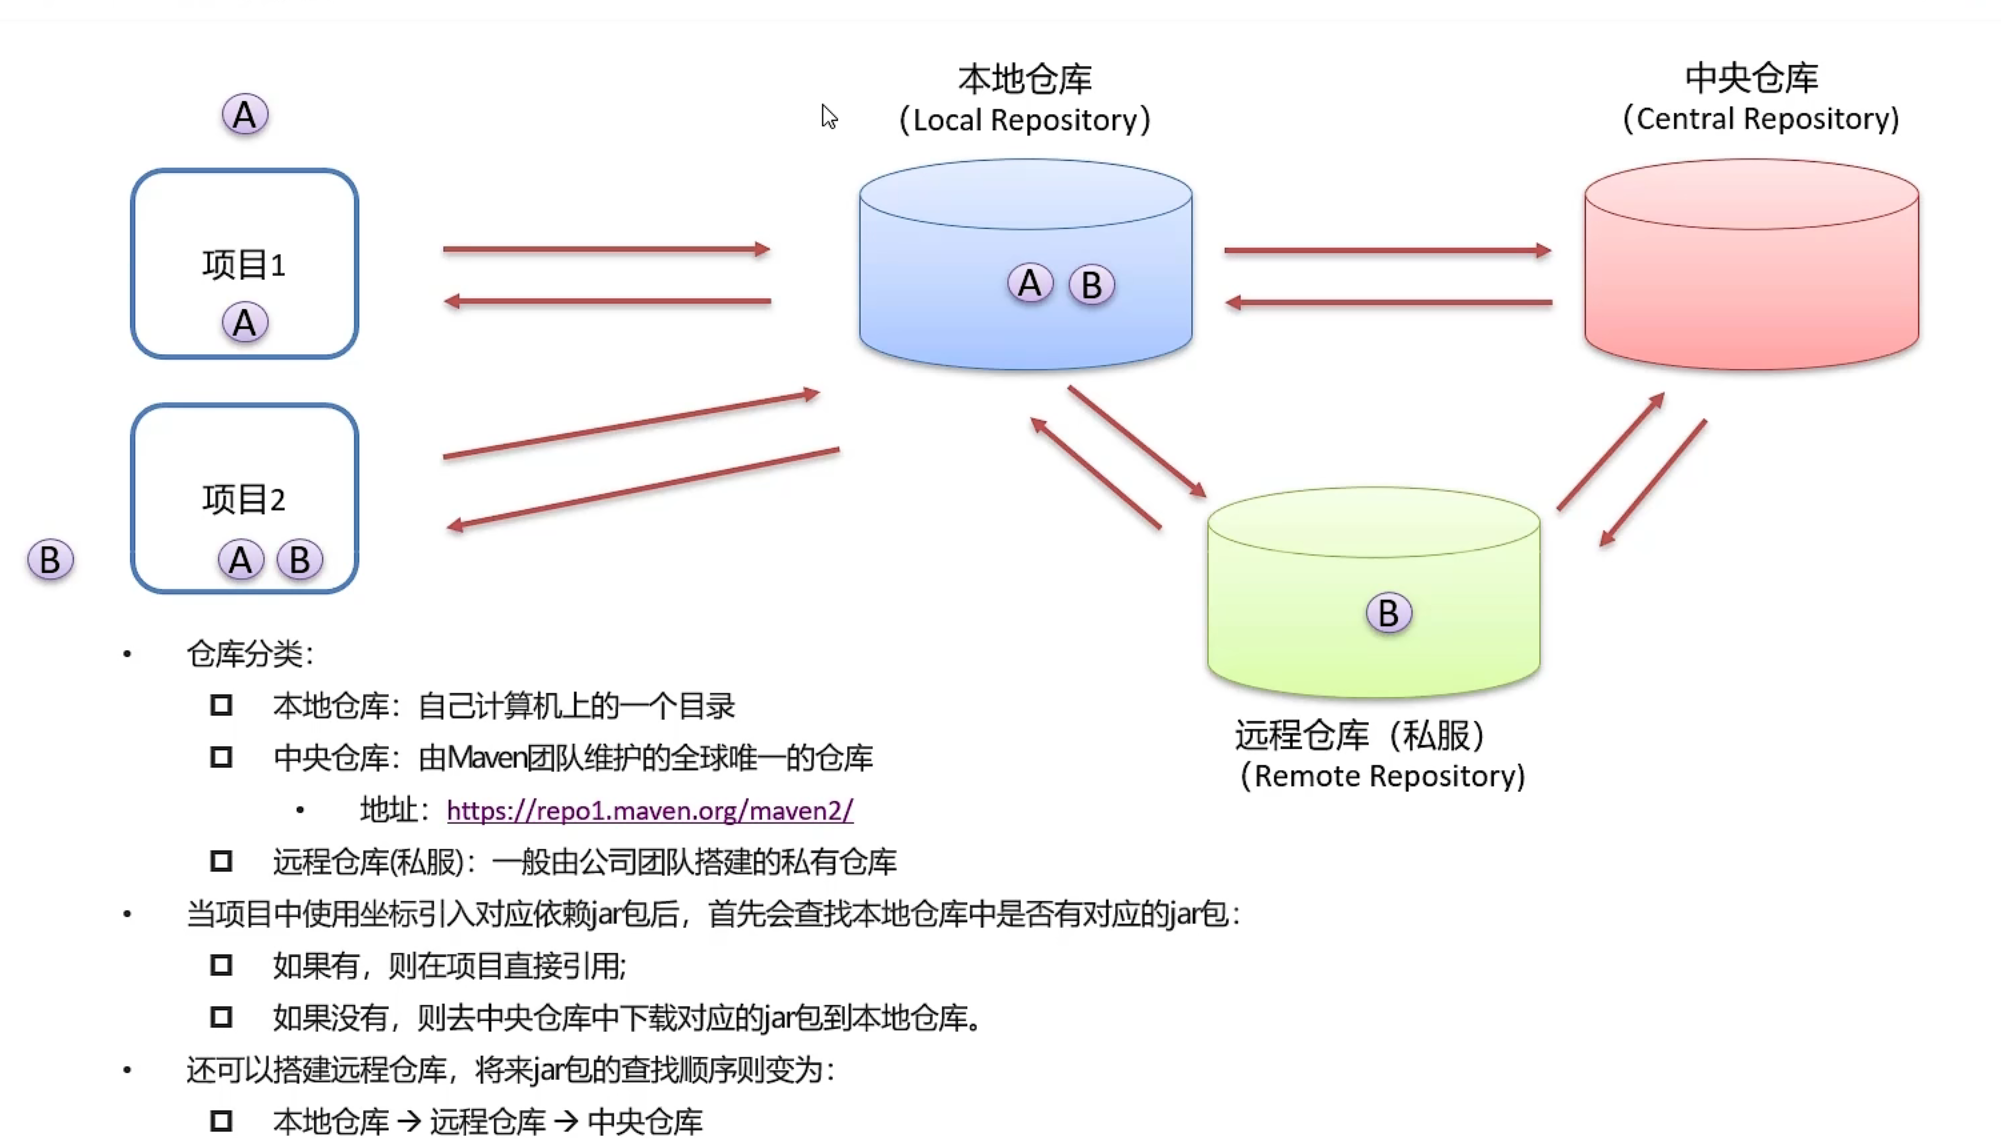 本地仓库
（Local Repository）
中央仓库
（Central Repository)
A
项目1
A
A B
项目2
A B
B
B
远程仓库（私服）
（Remote Repository)
• 仓库分类：
本地仓库：自己计算机上的一个目录
中央仓库：由Maven团队维护的全球唯一的仓库
• 地址：https://repo1.maven.org/maven2/
远程仓库(私服)：一般由公司团队搭建的私有仓库
• 当项目中使用坐标引入对应依赖jar包后，首先会查找本地仓库中是否有对应的jar包：
如果有，则在项目直接引用;
如果没有，则去中央仓库中下载对应的jar包到本地仓库。
• 还可以搭建远程仓库，将来jar包的查找顺序则变为：
本地仓库 → 远程仓库 → 中央仓库